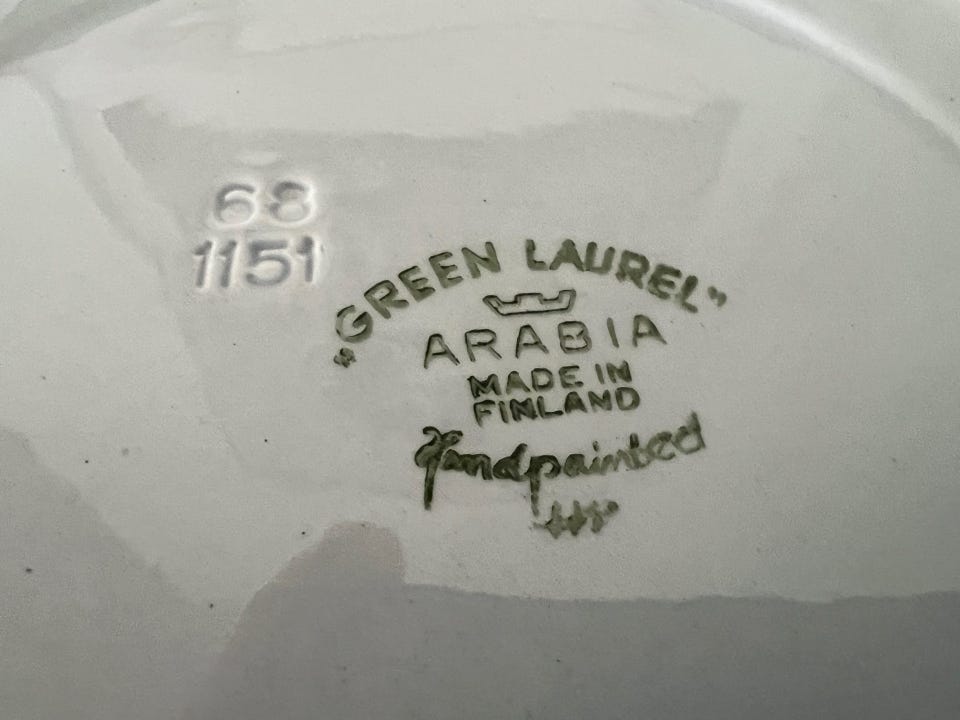 68
1151
"GREEN LAUREL"
ARABIA
MADE IN
FINLAND
Handpainted